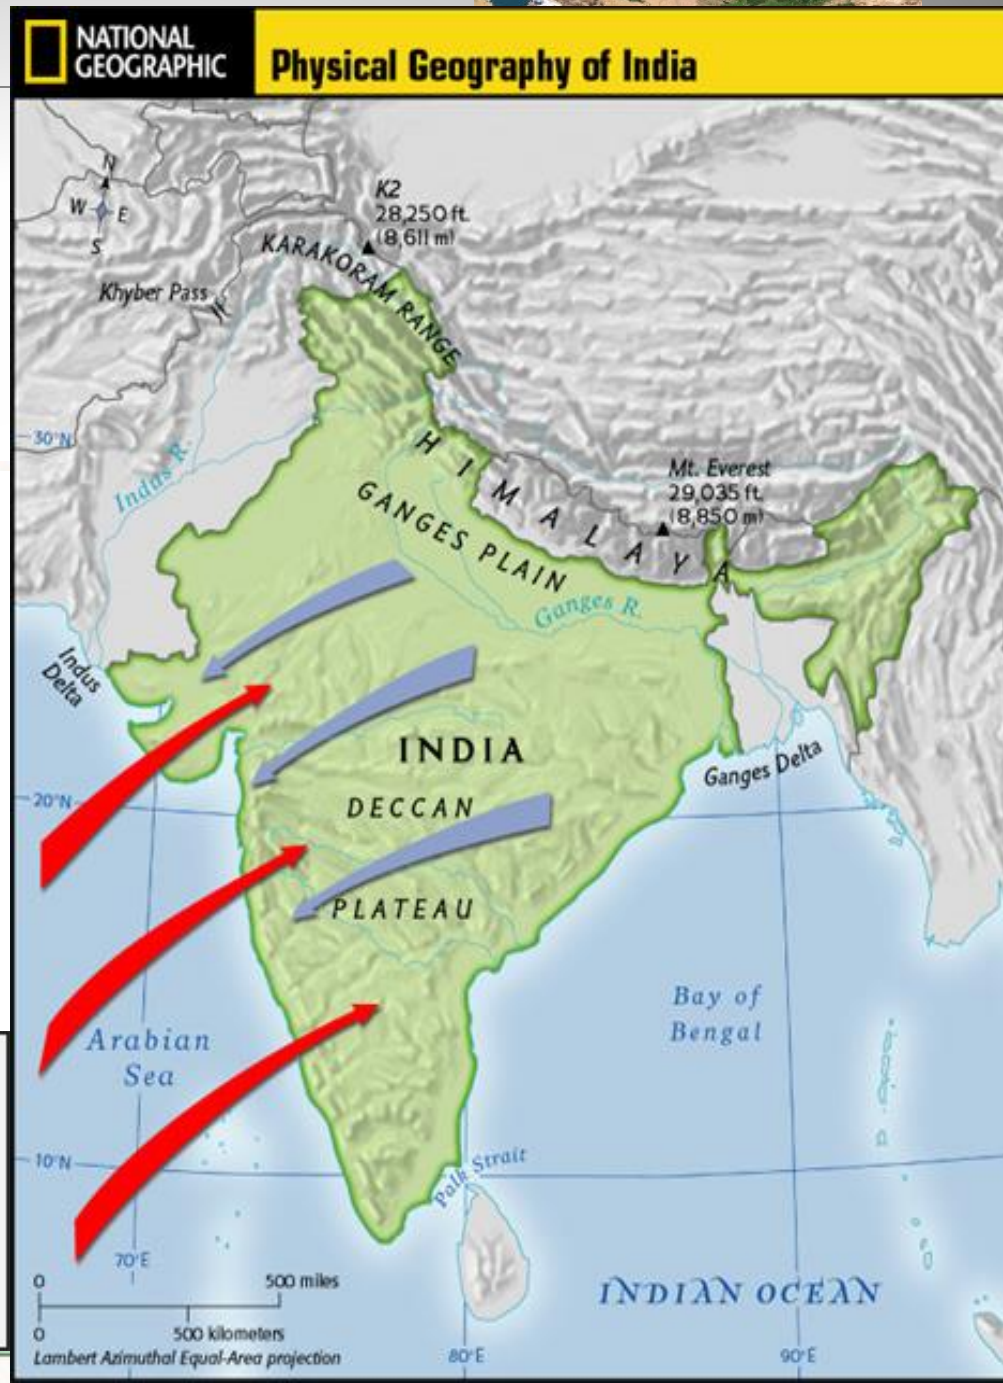 NATIONAL
GEOGRAPHIC
Physical Geography of India
N
W E
S
K2
28,250 ft.
(8,611 m)
KARAKORAM RANGE
Khyber Pass
30°N
Indus R.
HIMALAYA
Mt. Everest
29,035 ft.
(8,850 m)
GANGES PLAIN
Ganges R.
Indus
Delta
INDIA
Ganges Delta
20°N
DECCAN
PLATEAU
Bay of
Bengal
Arabian
Sea
10°N
Palk Strait
70°E
0 500 miles
0 500 kilometers
INDIAN OCEAN
Lambert Azimuthal Equal-Area projection
80°E
90°E